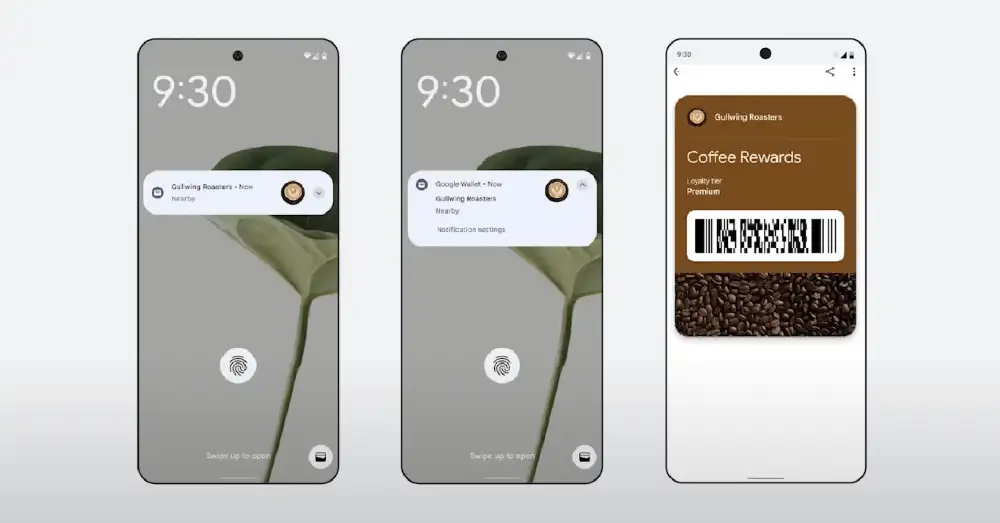 9:30
Gullwing Roasters • Now
Nearby
Swipe up to open
9:30
Google Wallet • Now
Gullwing Roasters
Nearby
Notification settings
Swipe up to open
9:30
Gullwing Roasters
Coffee Rewards
Loyalty tier
Premium